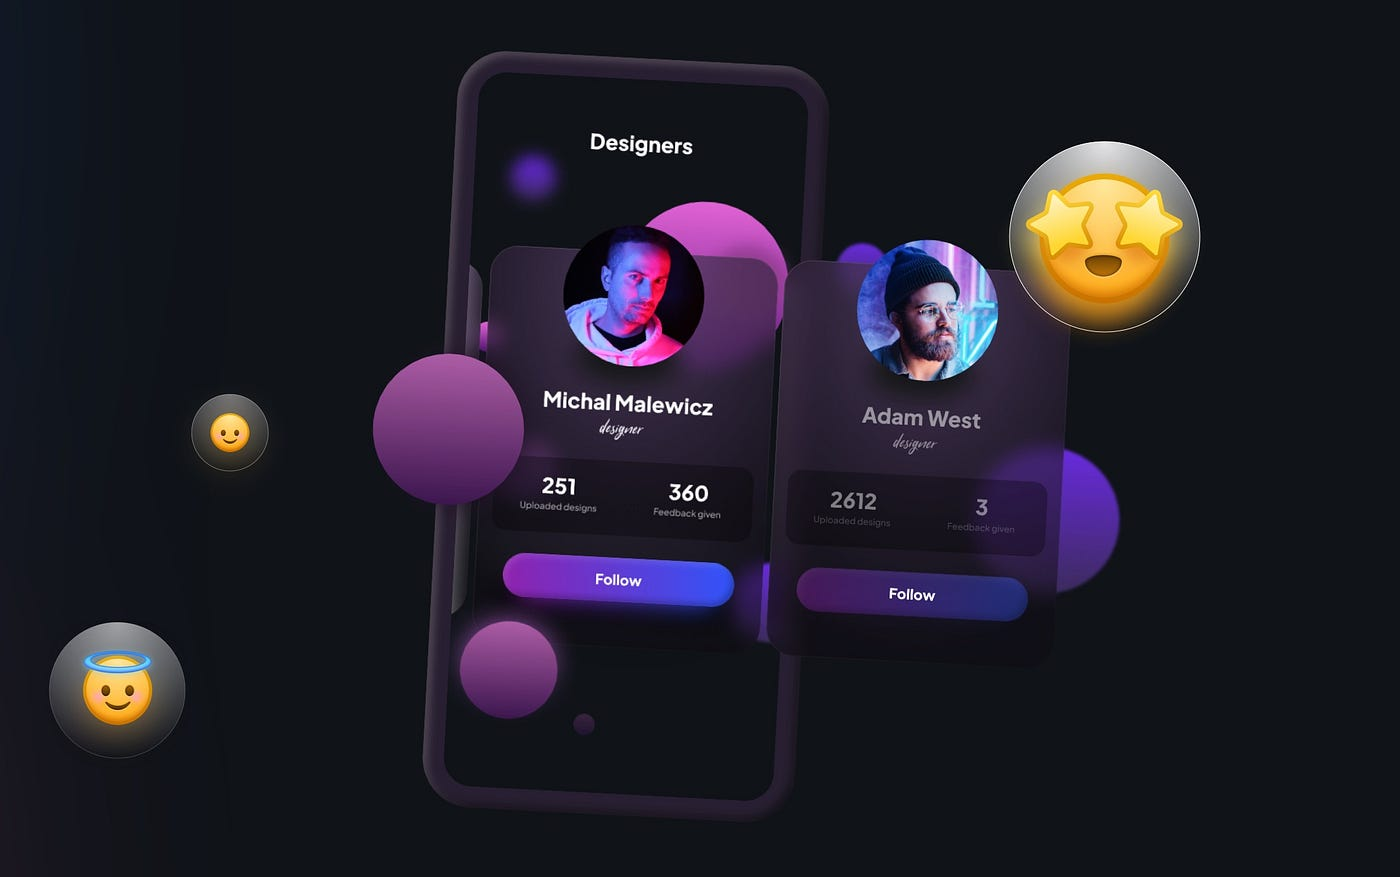 Designers
Michal Malewicz
designer
251
Uploaded designs
360
Feedback given
Follow
Adam West
designer
2612
Uploaded designs
3
Feedback given
Follow